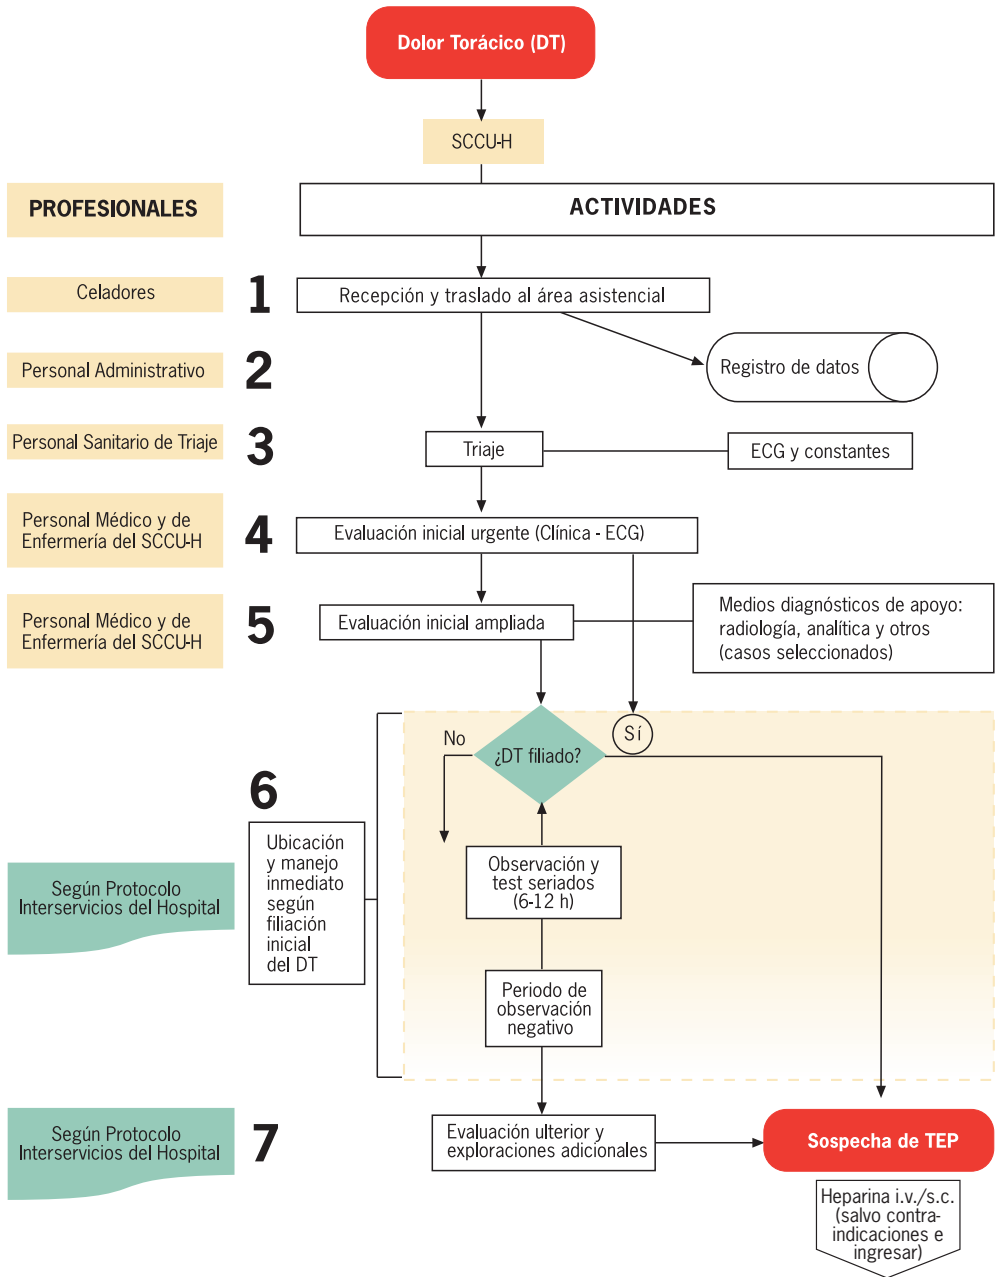 Dolor Torácico (DT)
SCCU-H
PROFESIONALES
ACTIVIDADES
Celadores
1
Recepción y traslado al área asistencial
Personal Administrativo
2
Registro de datos
Personal Sanitario de Triaje
3
Triaje
ECG y constantes
Personal Médico y de
Enfermería del SCCU-H
4
Evaluación inicial urgente (Clínica - ECG)
Personal Médico y de
Enfermería del SCCU-H
5
Evaluación inicial ampliada
Medios diagnósticos de apoyo:
radiología, analítica y otros
(casos seleccionados)
No
¿DT filiado?
Sí
6
Ubicación
y manejo
inmediato
según
filiación
inicial
del DT
Según Protocolo
Interservicios del Hospital
Observación y
test seriados
(6-12 h)
Periodo de
observación
negativo
Según Protocolo
Interservicios del Hospital
7
Evaluación ulterior y
exploraciones adicionales
Sospecha de TEP
Heparina i.v./s.c.
(salvo contra-
indicaciones e
ingresar)